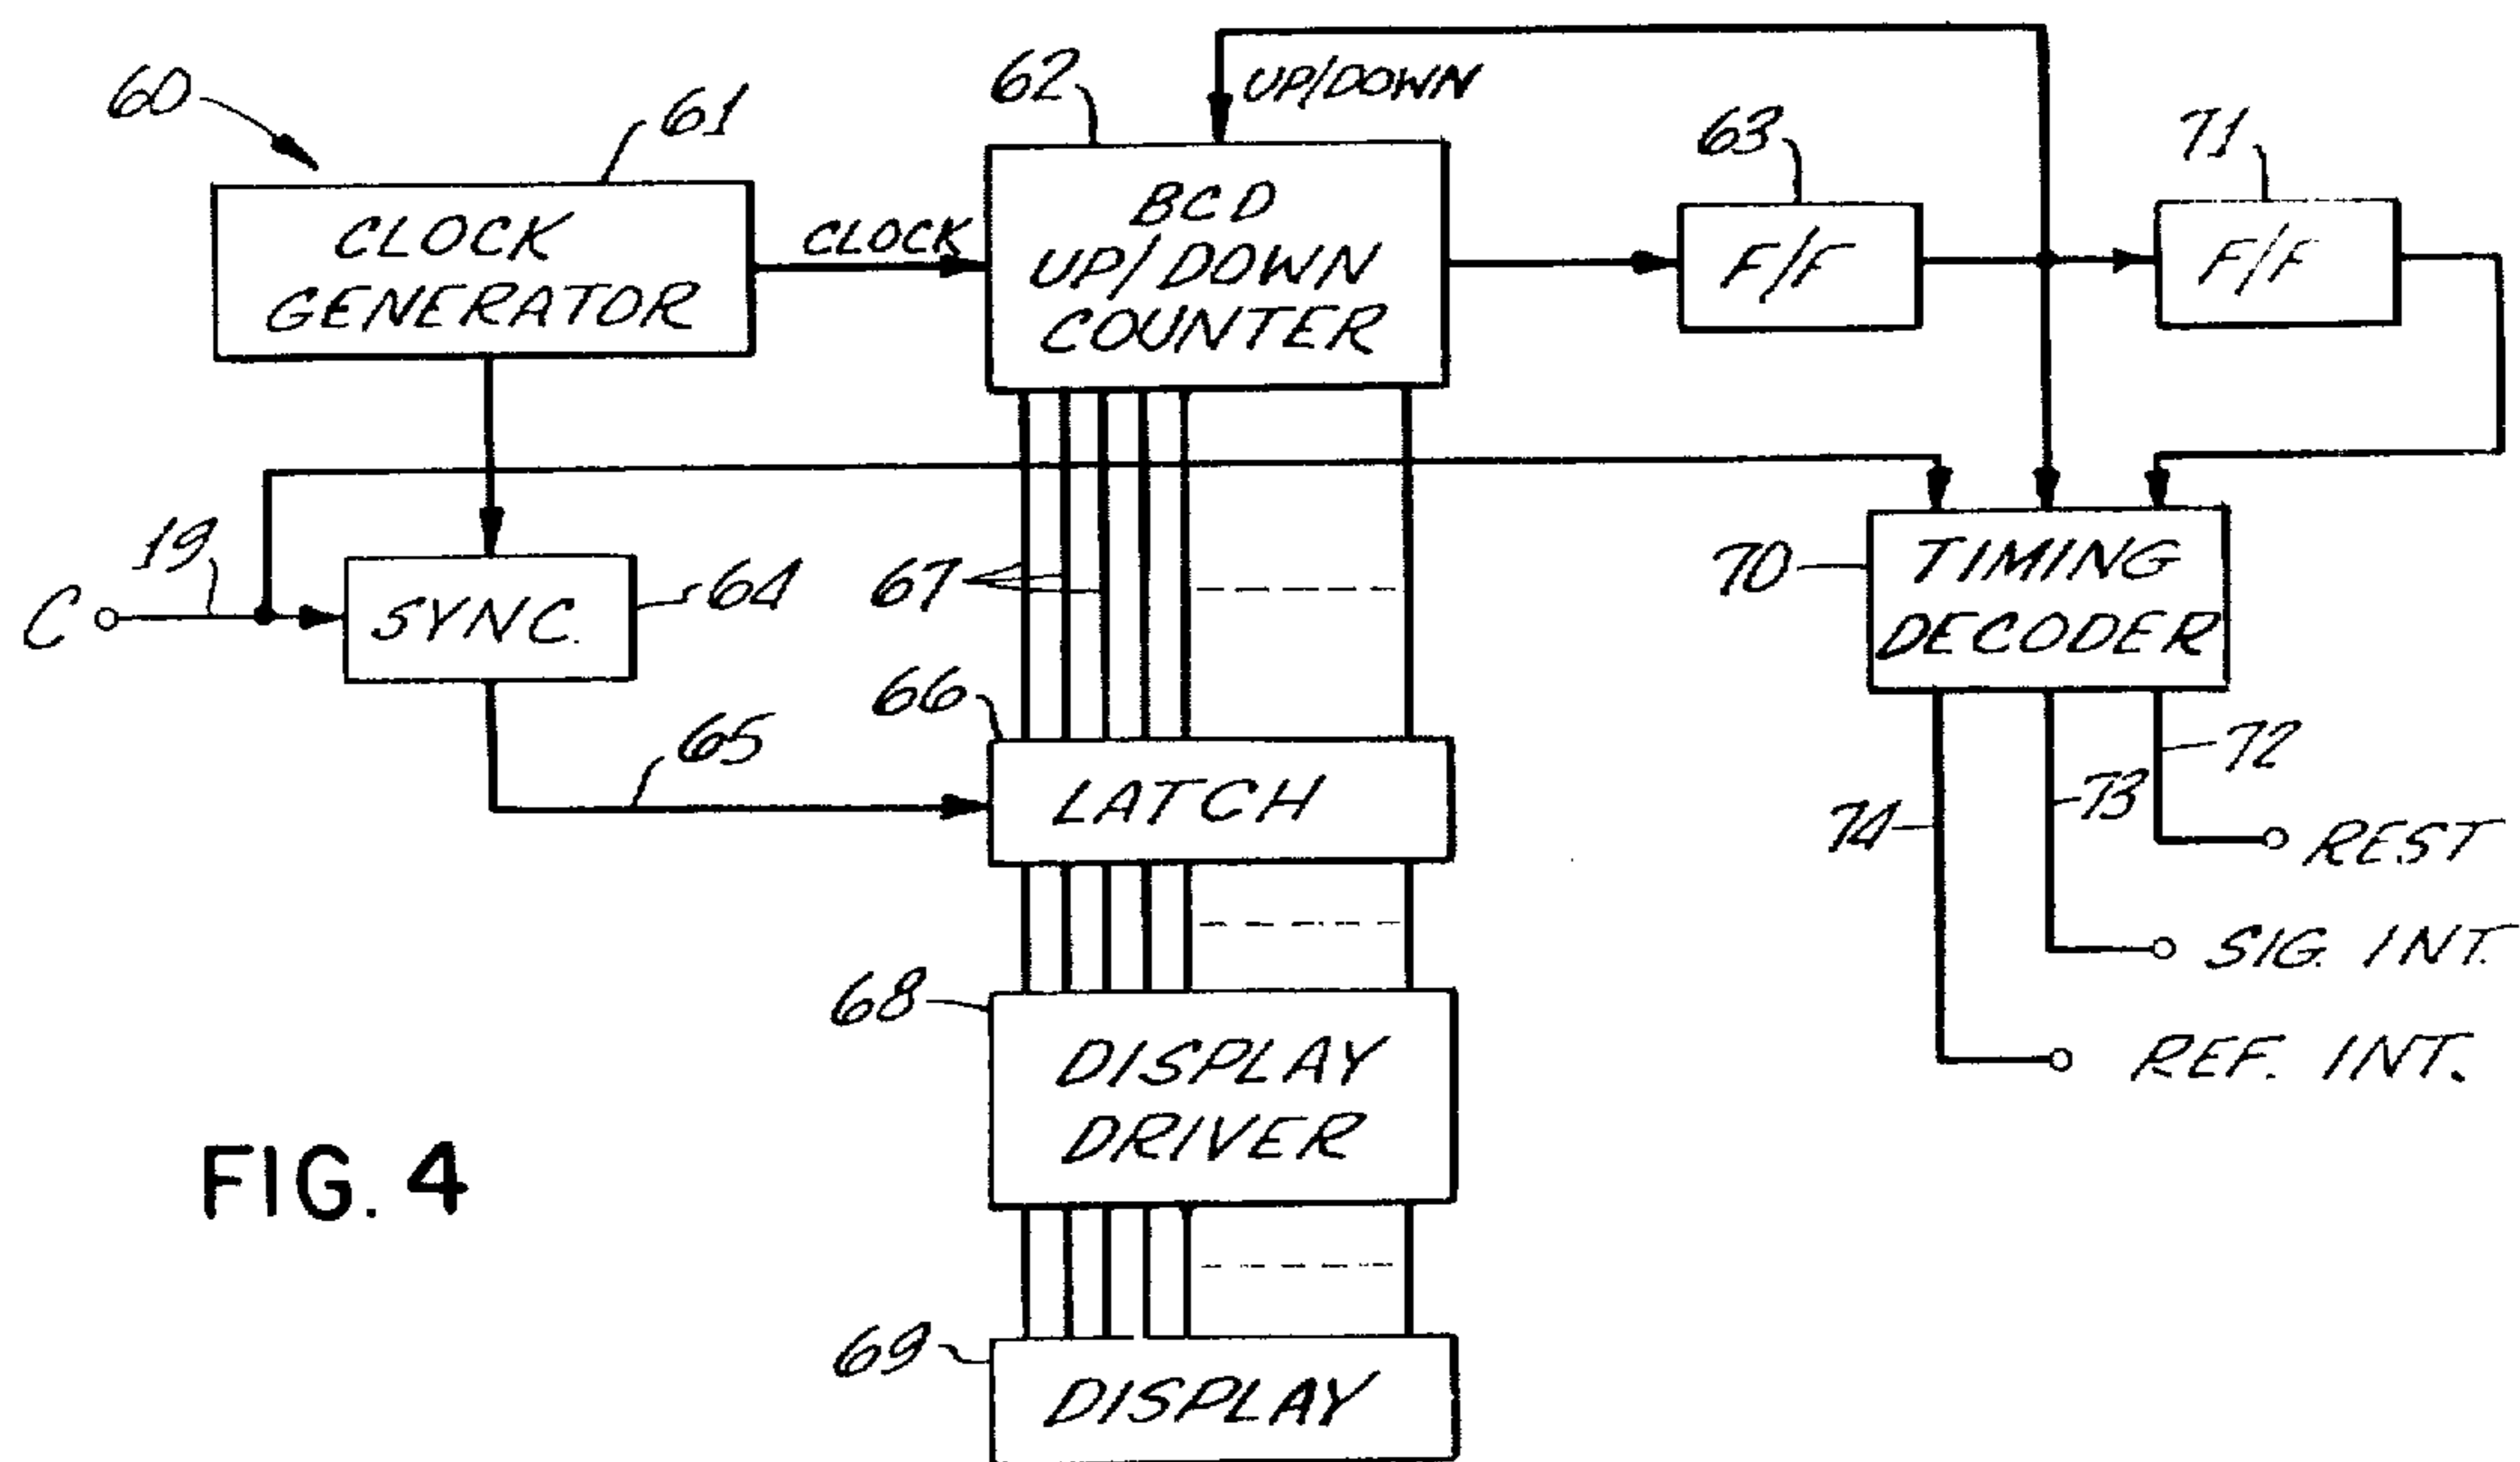 60
61
62
UP/DOWN
63
71
CLOCK
GENERATOR
CLOCK
BCD
UP/DOWN
COUNTER
F/F
F/F
19
C
SYNC.
64
67
70
TIMING
DECODER
65
66
LATCH
74
73
72
REST
SIG. INT.
REF. INT.
68
DISPLAY
DRIVER
69
DISPLAY
FIG. 4